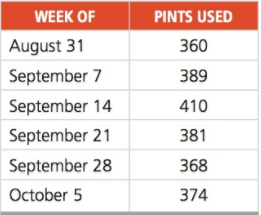 WEEK OF PINTS USED
August 31 360
September 7 389
September 14 410
September 21 381
September 28 368
October 5 374